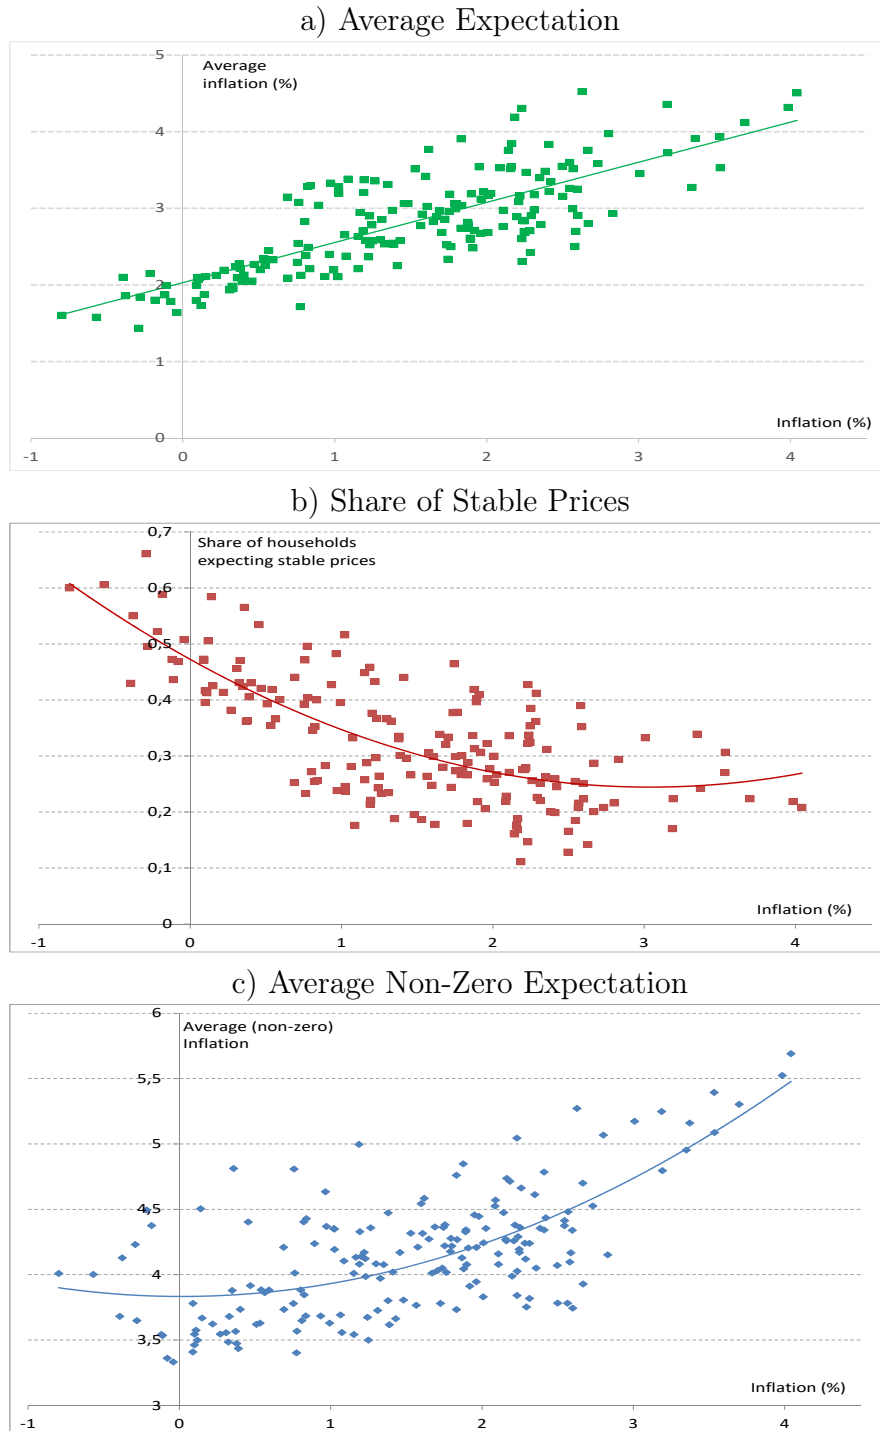 a) Average Expectation
5
Average
inflation (%)
4
3
2
1
Inflation (%)
0
-1 0 1 2 3 4
b) Share of Stable Prices
0,7
Share of households
expecting stable prices
0,6
0,5
0,4
0,3
0,2
0,1
Inflation (%)
0
-1 0 1 2 3 4
c) Average Non-Zero Expectation
6
Average (non-zero)
Inflation
5,5
5
4,5
4
3,5
Inflation (%)
3
-1 0 1 2 3 4